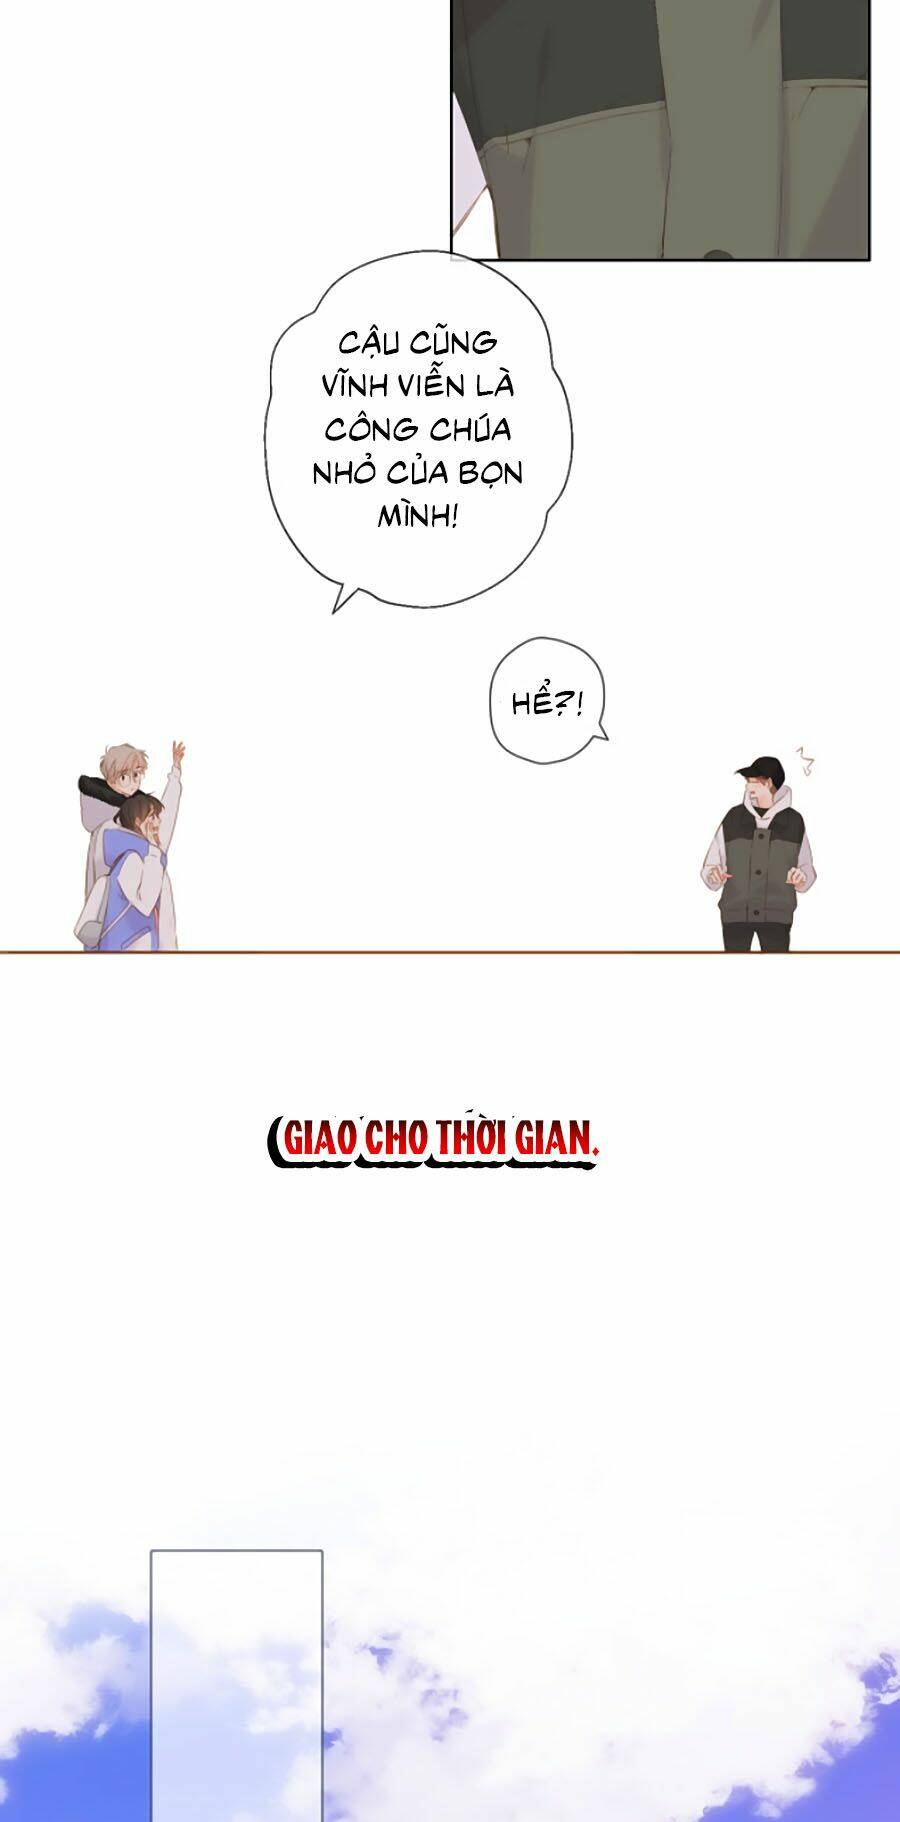 CẬU CŨNG
VĨNH VIỄN LÀ
CÔNG CHÚA
NHỎ CỦA BỌN
MÌNH!
HỂ?!
GIAO CHO THỜI GIAN.